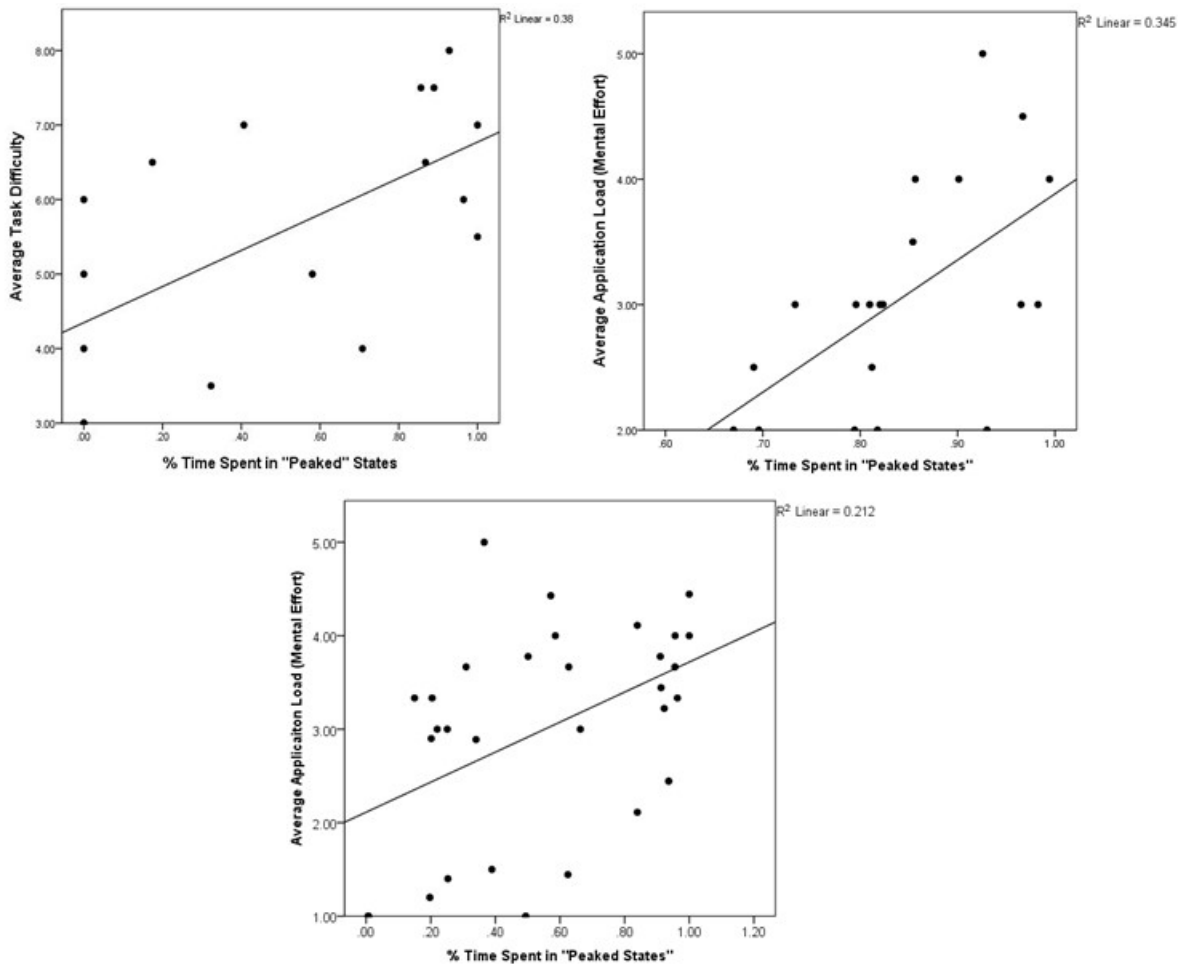 R² Linear = 0.38
8.00
7.00
6.00
5.00
4.00
3.00
Average Task Difficulty
.00 .20 .40 .60 .80 1.00
% Time Spent in "Peaked" States
R² Linear = 0.345
5.00
4.00
3.00
2.00
Average Application Load (Mental Effort)
.60 .70 .80 .90 1.00
% Time Spent in "Peaked States"
R² Linear = 0.212
5.00
4.00
3.00
2.00
1.00
Average Applicaiton Load (Mental Effort)
.00 .20 .40 .60 .80 1.00 1.20
% Time Spent in "Peaked States"